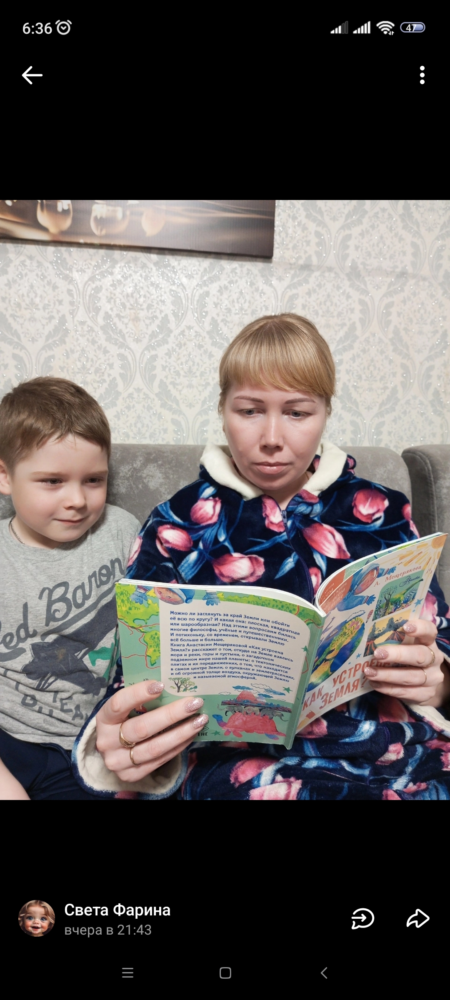 6:36
47
А. Мещерякова
Red Baron
Можно ли заглянуть за край Земли или обойти
её всю по кругу? И какая она: плоская, квадратная
или шарообразная? Над этими вопросами бились
многие философы, учёные и путешественники.
И потихоньку, со временем, открывали Землю
всё больше и больше.
Книга Анастасии Мещеряковой «Как устроена
Земля?» расскажет о том, откуда на Земле взялись
моря и реки, горы и пустыни, о загадочном
подземном мире нашей планеты: о тектонических
плитах и их передвижениях, о том, что находится
в самом центре Земли, о вулканах и землетрясениях,
и об огромной толще воздуха, окружающей Землю
и называемой атмосферой.
КАК
ЗЕМЛЯ?
EAC
Света Фарина
вчера в 21:43